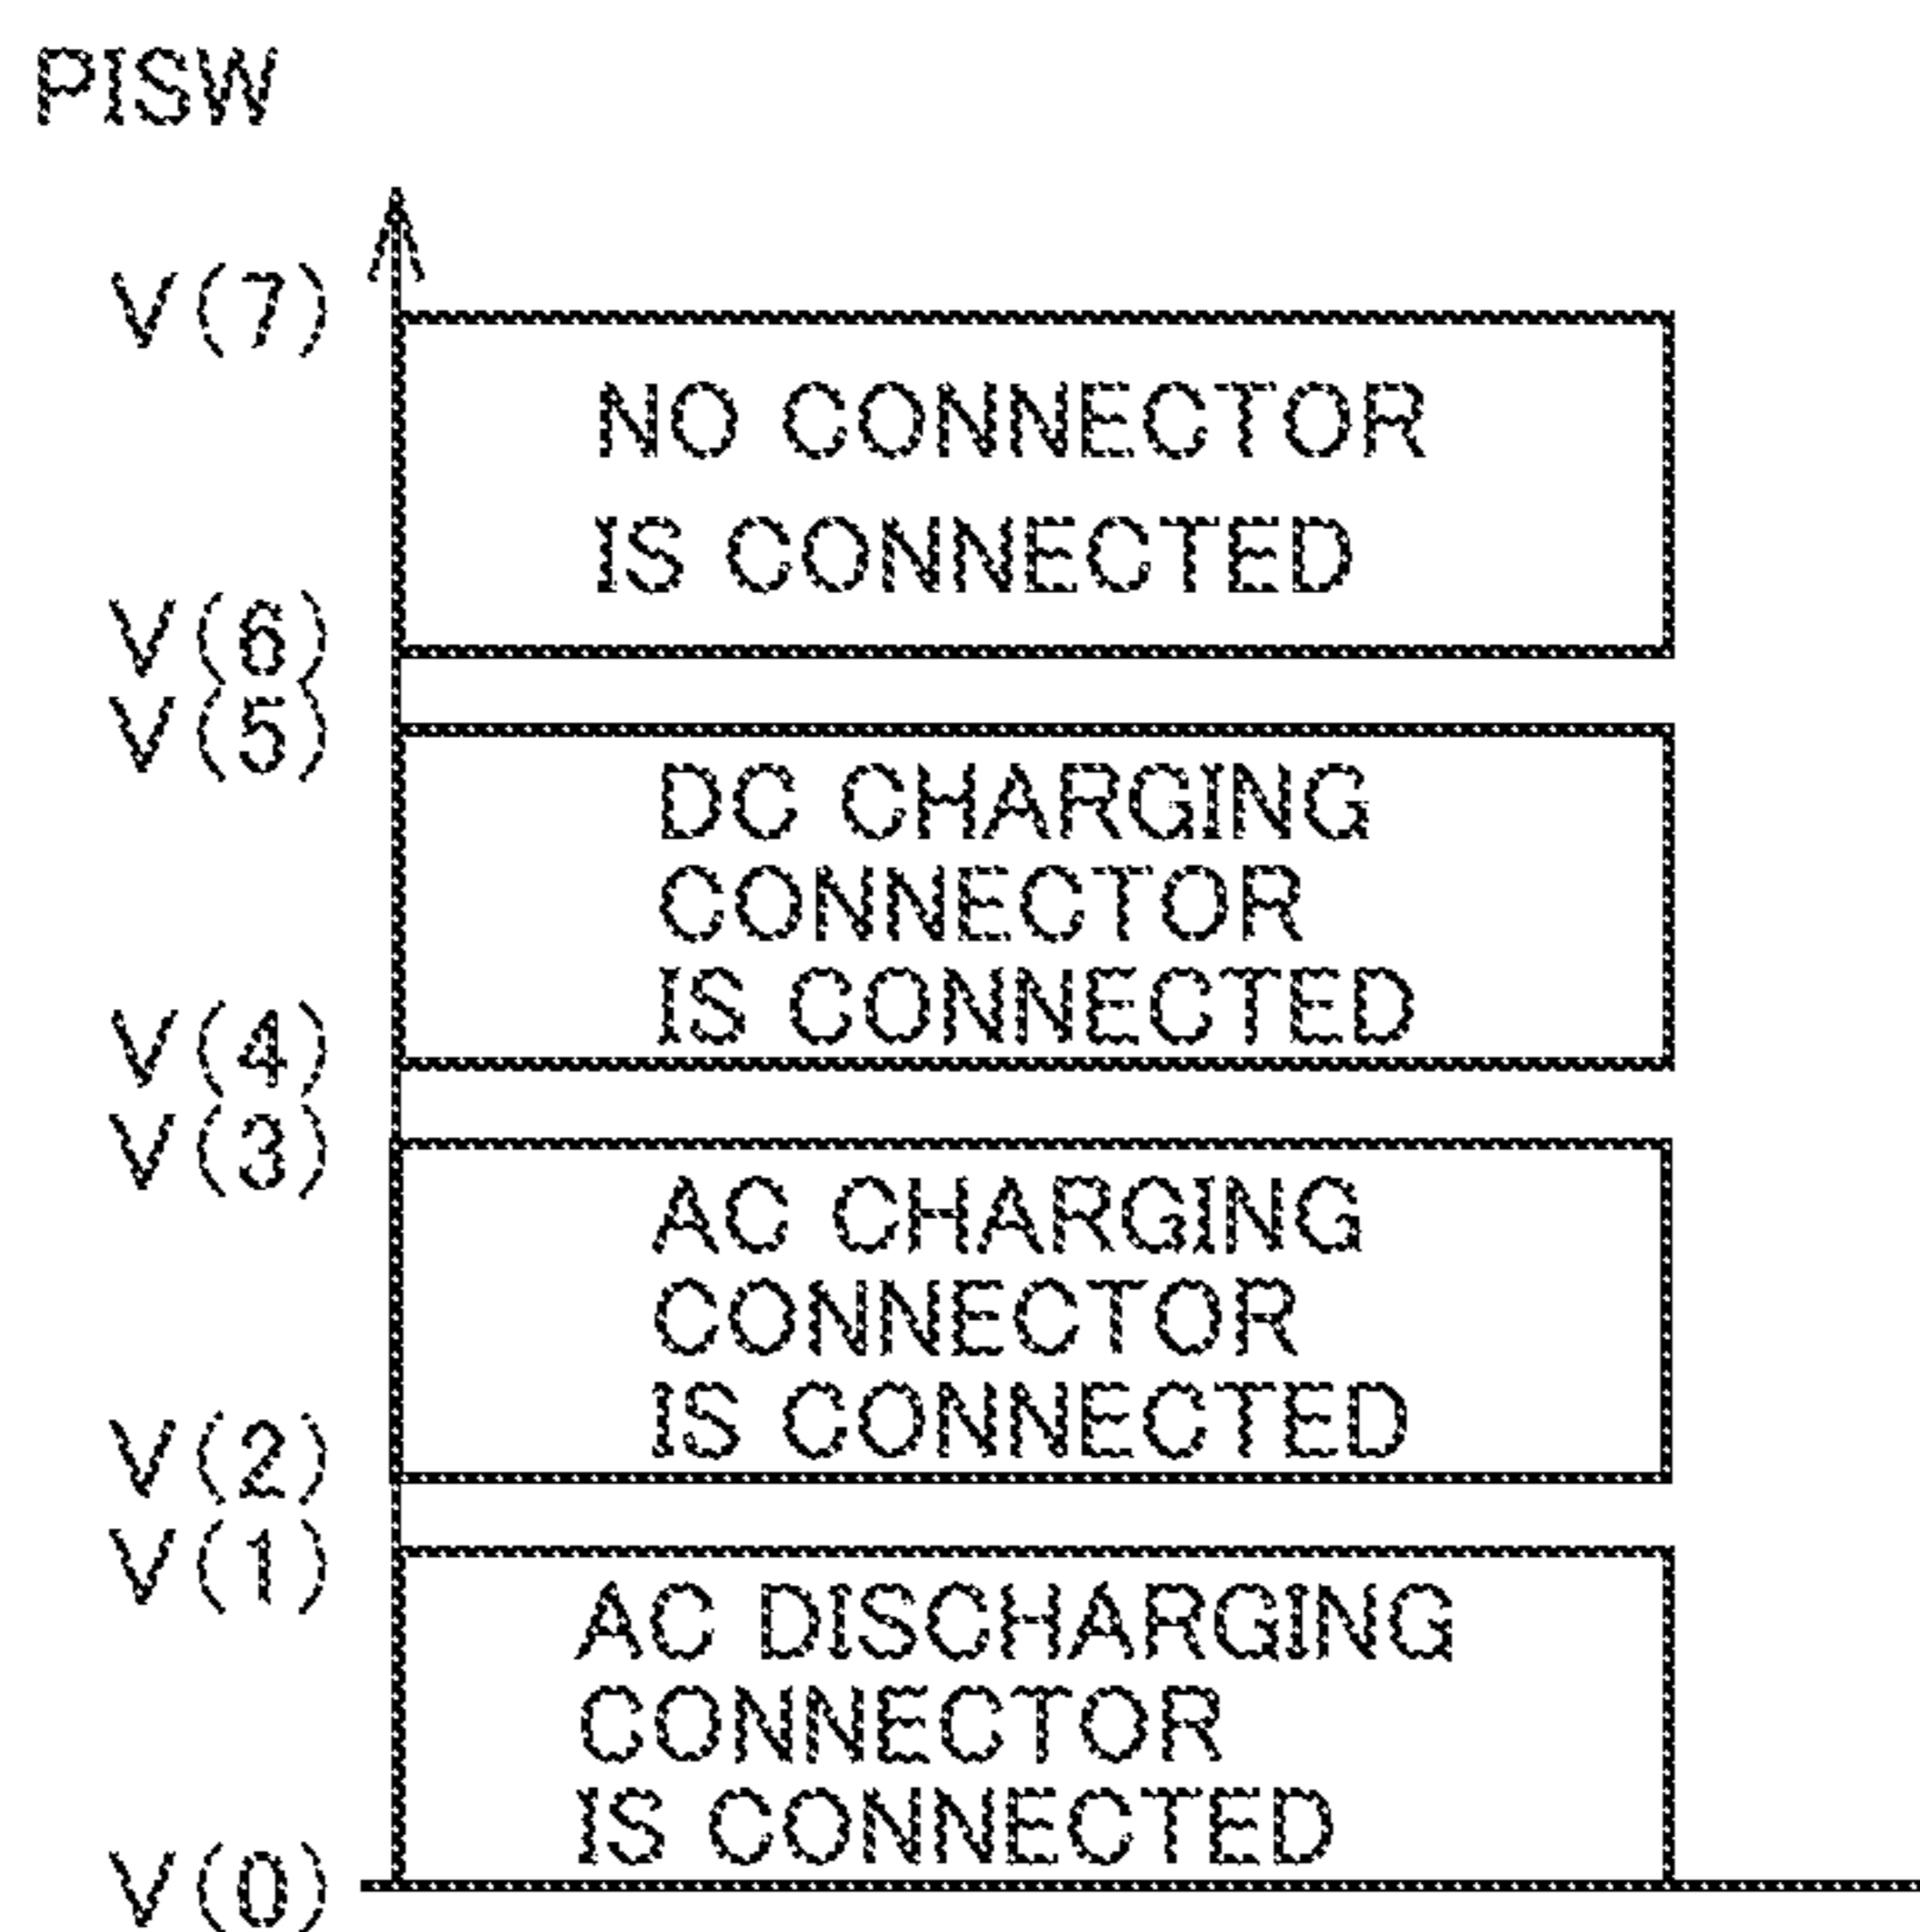 PISW
V(7)
NO CONNECTOR
IS CONNECTED
V(6)
V(5)
DC CHARGING
CONNECTOR
IS CONNECTED
V(4)
V(3)
AC CHARGING
CONNECTOR
IS CONNECTED
V(2)
V(1)
AC DISCHARGING
CONNECTOR
IS CONNECTED
V(0)